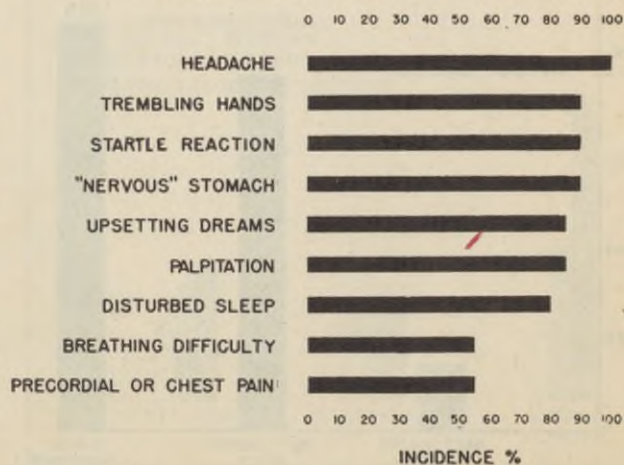 0 10 20 30 40 50 60 70 80 90 100
HEADACHE
TREMBLING HANDS
STARTLE REACTION
"NERVOUS" STOMACH
UPSETTING DREAMS
PALPITATION
DISTURBED SLEEP
BREATHING DIFFICULTY
PRECORDIAL OR CHEST PAIN
0 10 20 30 40 50 60 70 80 90 100
INCIDENCE %